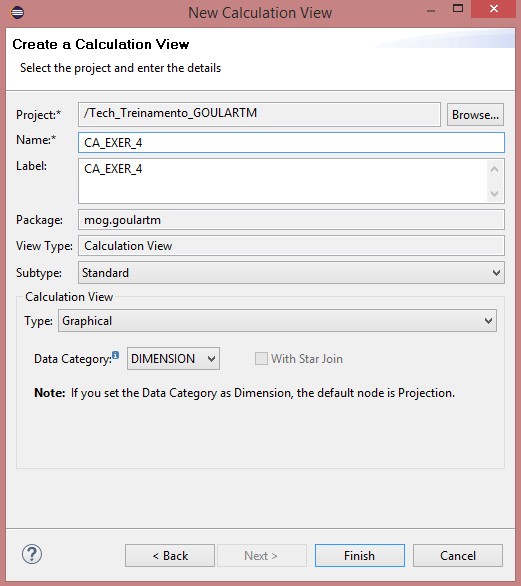 New Calculation View
Create a Calculation View
Select the project and enter the details
Project:* /Tech_Treinamento_GOULARTM Browse...
Name:* CA_EXER_4
Label: CA_EXER_4
Package: mog.goulartm
View Type: Calculation View
Subtype: Standard
Calculation View
Type: Graphical
Data Category: DIMENSION With Star Join
Note: If you set the Data Category as Dimension, the default node is Projection.
< Back Next > Finish Cancel